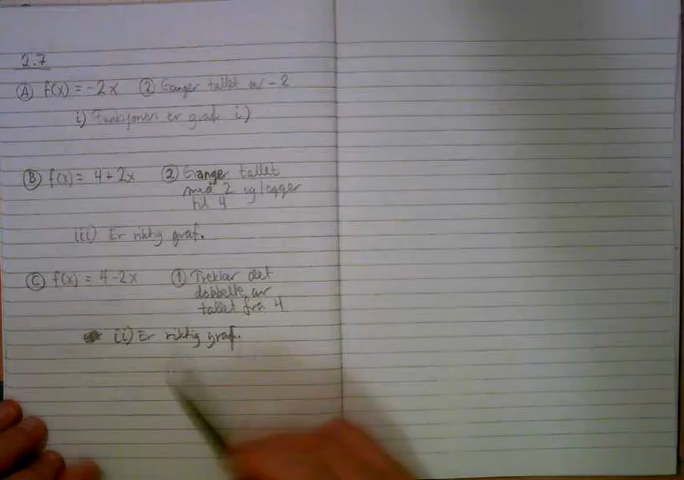 2.7
Ⓐ f(x) = -2x ③ Ganger tallet av -2
i) Funksjonen er graf i)
Ⓑ f(x) = 4+2x ② Ganger tallet
med 2 og legger
til 4
iii) Er riktig graf.
Ⓒ f(x) = 4-2x ① Trekker det
dobbelte av
tallet fra 4
ii) Er riktig graf.